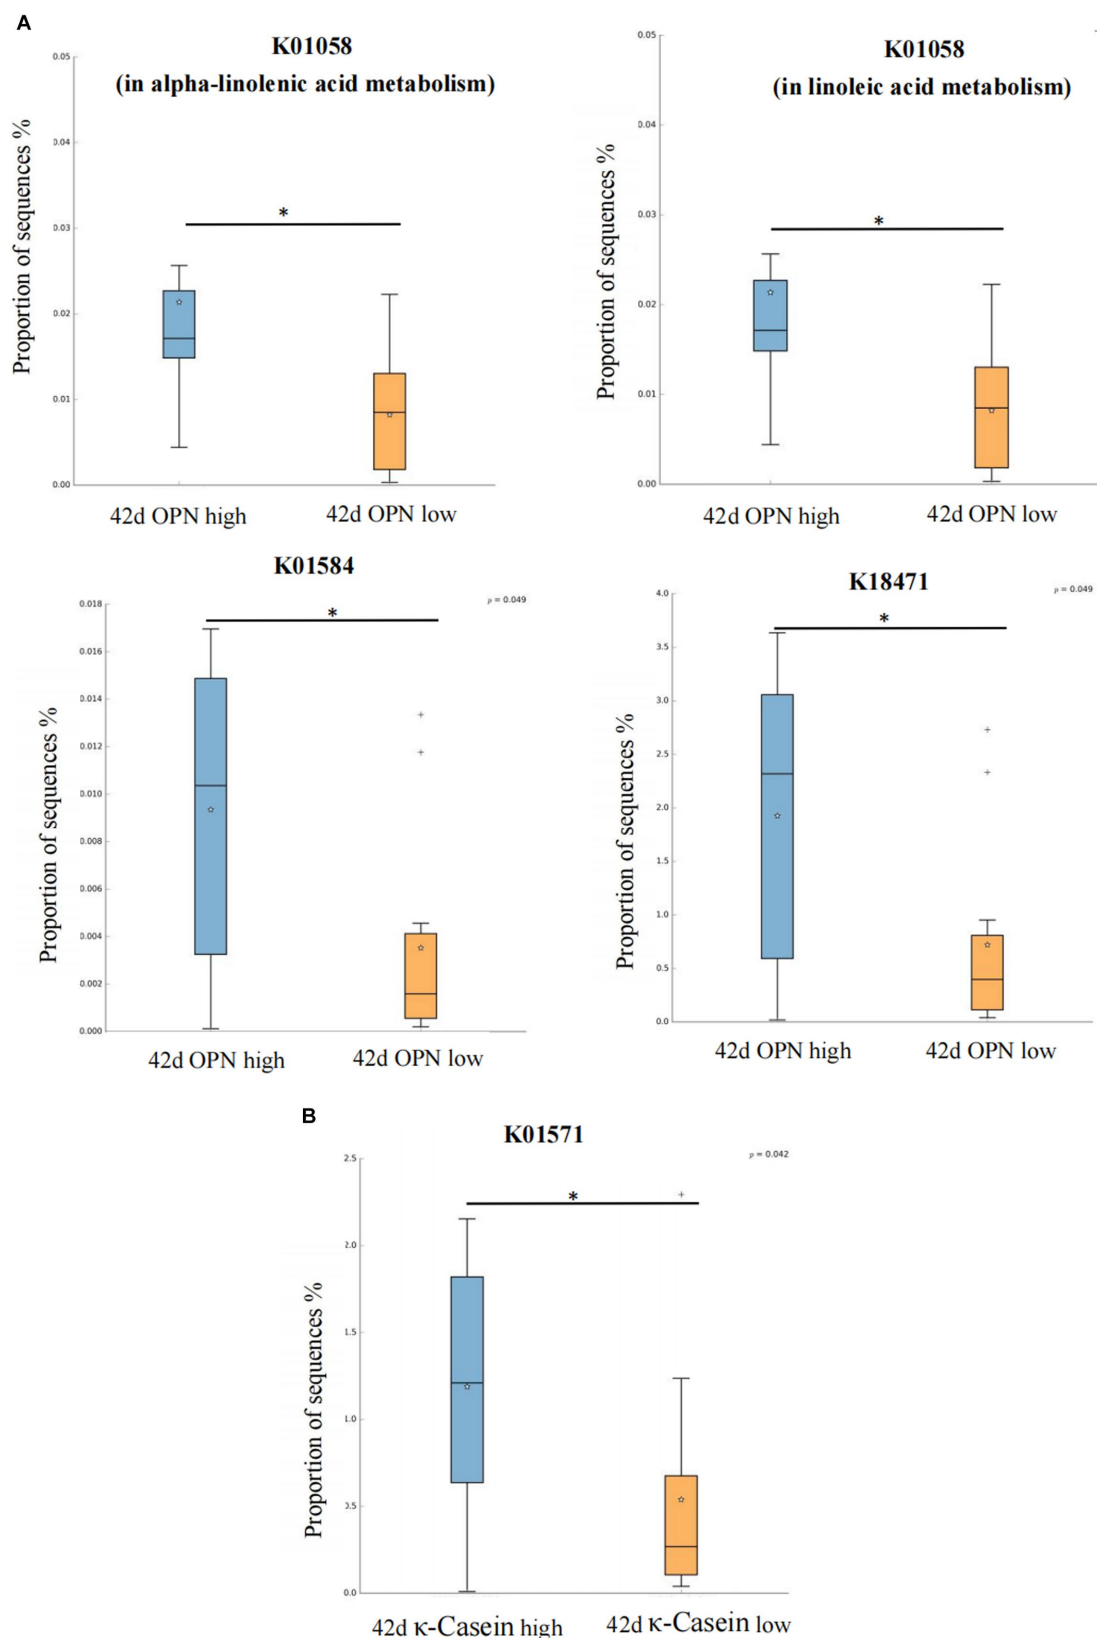 A
K01058
(in alpha-linolenic acid metabolism)
Proportion of sequences %
0.05
0.04
0.03
0.02
0.01
0.00
*
42d OPN high
42d OPN low
K01058
(in linoleic acid metabolism)
Proportion of sequences %
0.05
0.04
0.03
0.02
0.01
0.00
*
42d OPN high
42d OPN low
K01584
p = 0.049
Proportion of sequences %
0.018
0.016
0.014
0.012
0.010
0.008
0.006
0.004
0.002
0.000
*
42d OPN high
42d OPN low
K18471
p = 0.049
Proportion of sequences %
4.0
3.5
3.0
2.5
2.0
1.5
1.0
0.5
0.0
*
42d OPN high
42d OPN low
B
K01571
p = 0.042
Proportion of sequences %
2.5
2.0
1.5
1.0
0.5
0.0
*
42d κ-Casein high
42d κ-Casein low